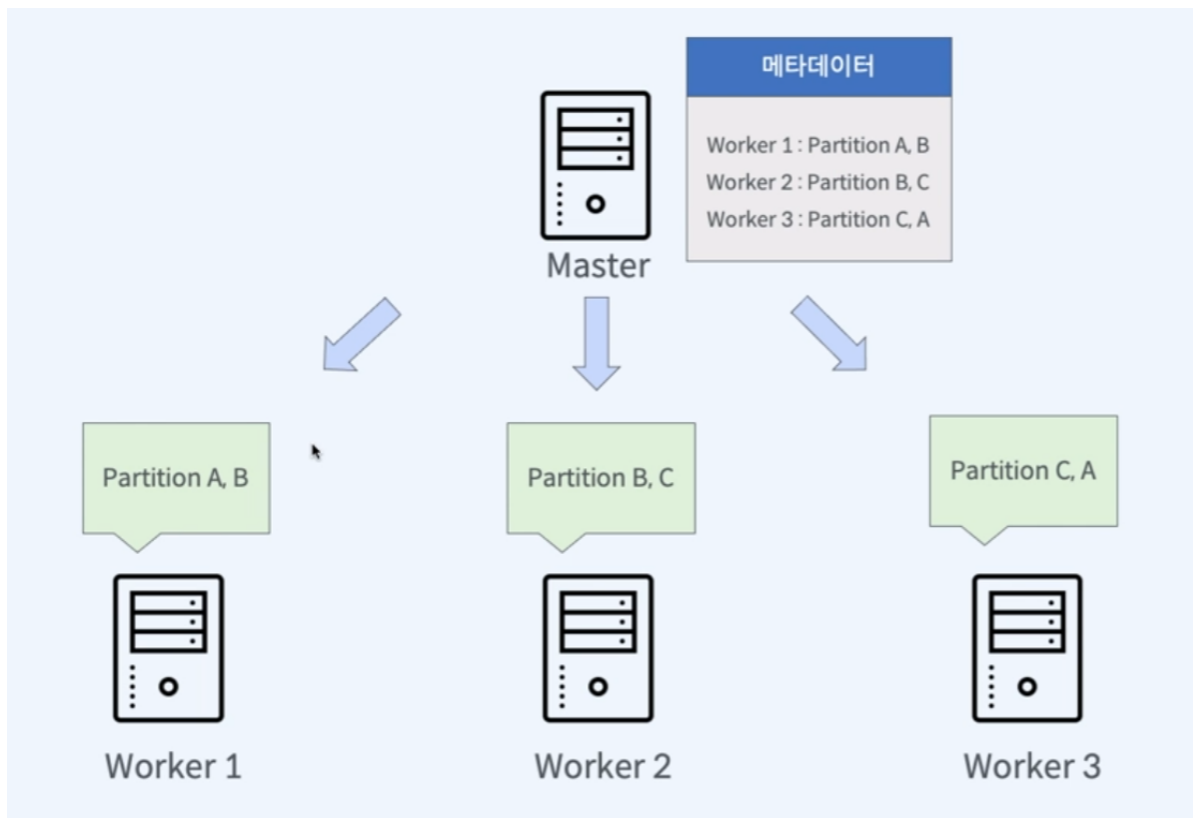 메타데이터
Worker 1 : Partition A, B
Worker 2 : Partition B, C
Worker 3 : Partition C, A
Master
Partition A, B
Partition B, C
Partition C, A
Worker 1
Worker 2
Worker 3